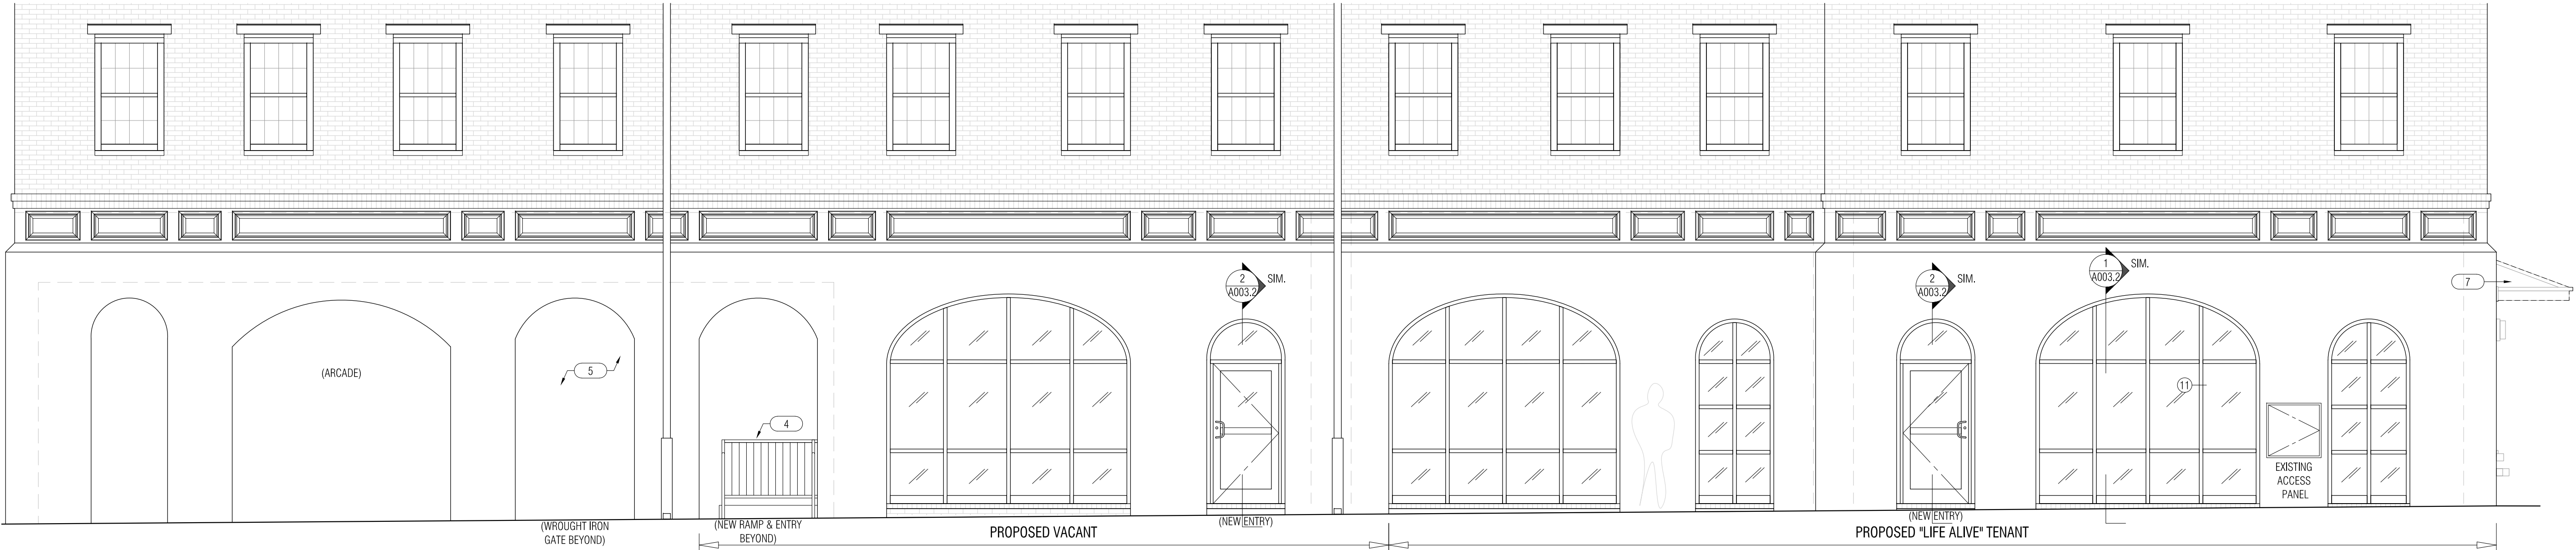 2
A003.2
SIM.
2
A003.2
SIM.
1
A003.2
SIM.
7
(ARCADE)
5
11
4
EXISTING
ACCESS
PANEL
(WROUGHT IRON
GATE BEYOND)
(NEW RAMP & ENTRY
BEYOND)
PROPOSED VACANT
(NEW ENTRY)
(NEW ENTRY)
PROPOSED "LIFE ALIVE" TENANT